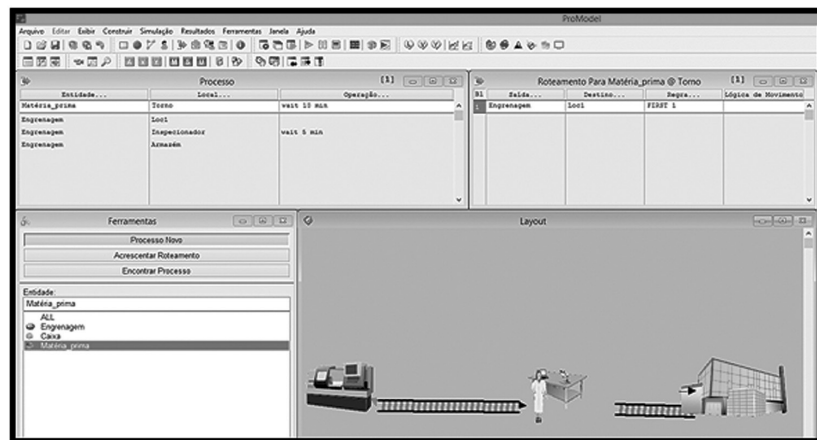 ProModel
Arquivo Editar Exibir Construir Simulação Resultados Ferramentas Janela Ajuda
Processo [1]
Entidade... Local... Operação...
Matéria_prima Torno wait 10 min
Engrenagem Loc1
Engrenagem Inspecionador wait 5 min
Engrenagem Armazém
Roteamento Para Matéria_prima @ Torno [1]
Bl Saída... Destino... Regra... Lógica de Movimento
1 Engrenagem Loc1 FIRST 1
Ferramentas
Processo Novo
Acrescentar Roteamento
Encontrar Processo
Entidade:
Matéria_prima
ALL
Engrenagem
Caixa
Matéria_prima
Layout